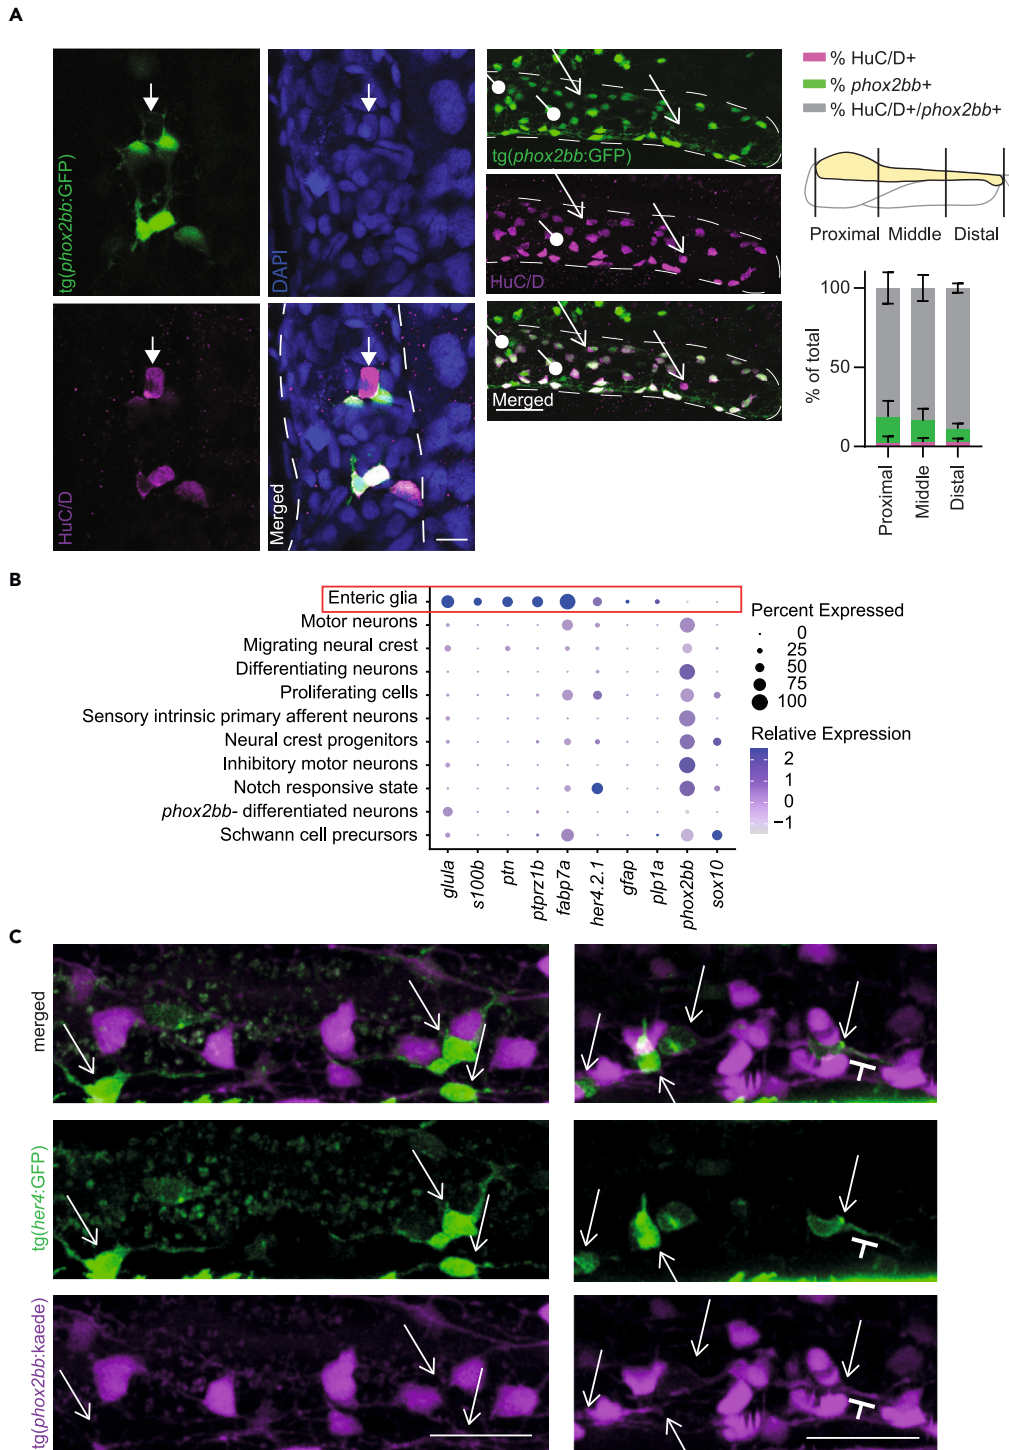 A
tg(phox2bb:GFP)
DAPI
HuC/D
Merged
tg(phox2bb:GFP)
HuC/D
Merged
% HuC/D+
% phox2bb+
% HuC/D+/phox2bb+
Proximal Middle Distal
% of total
100
50
0
Proximal
Middle
Distal
B
Enteric glia
Motor neurons
Migrating neural crest
Differentiating neurons
Proliferating cells
Sensory intrinsic primary afferent neurons
Neural crest progenitors
Inhibitory motor neurons
Notch responsive state
phox2bb- differentiated neurons
Schwann cell precursors
glula
s100b
ptn
ptprz1b
fabp7a
her4.2.1
gfap
plp1a
phox2bb
sox10
Percent Expressed
0
25
50
75
100
Relative Expression
2
1
0
−1
C
merged
tg(her4:GFP)
tg(phox2bb:kaede)